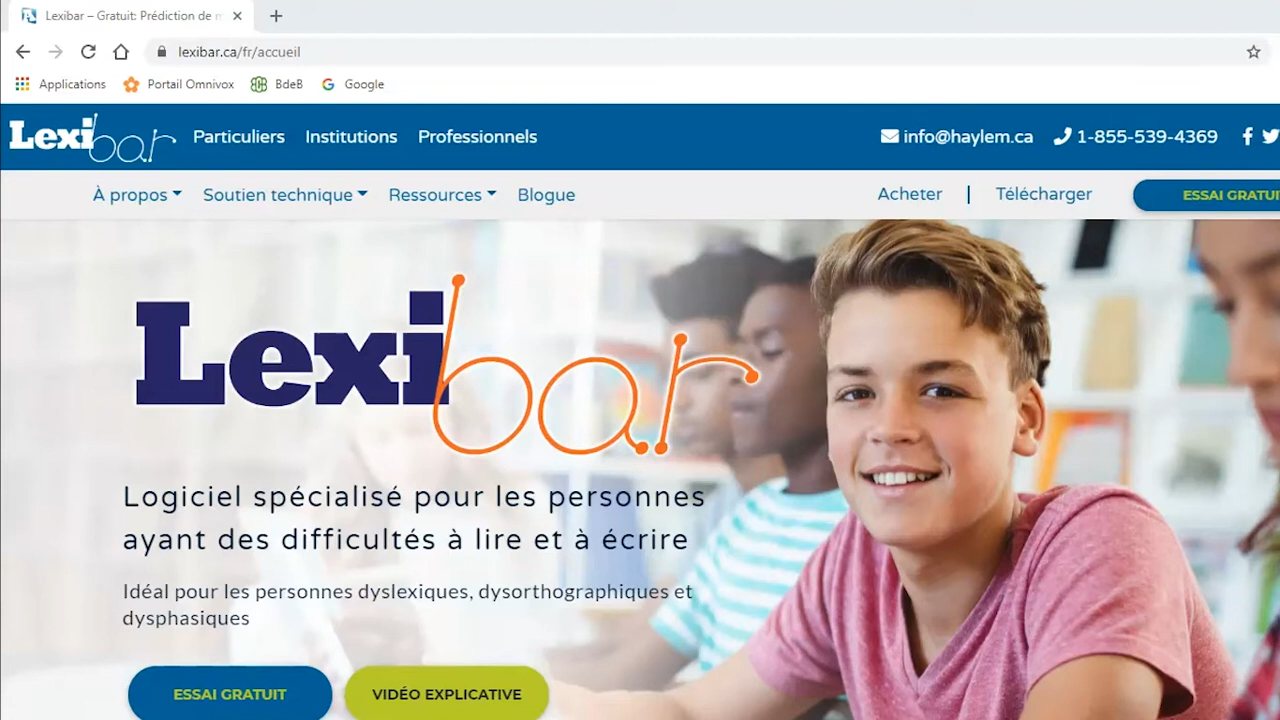 Lexibar – Gratuit: Prédiction de m
lexibar.ca/fr/accueil
Applications Portail Omnivox BdeB Google
Lexibar Particuliers Institutions Professionnels info@haylem.ca 1-855-539-4369
À propos Soutien technique Ressources Blogue Acheter | Télécharger ESSAI GRATUI
Lexibar
Logiciel spécialisé pour les personnes
ayant des difficultés à lire et à écrire
Idéal pour les personnes dyslexiques, dysorthographiques et
dysphasiques
ESSAI GRATUIT VIDÉO EXPLICATIVE